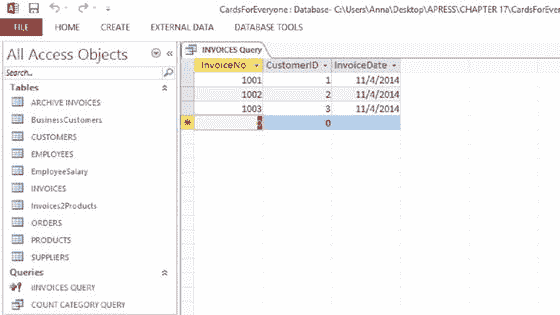 CardsForEveryone : Database- C:\Users\Anna\Desktop\APRESS\CHAPTER 17\CardsForEver
FILE HOME CREATE EXTERNAL DATA DATABASE TOOLS
All Access Objects
Search...
Tables
ARCHIVE INVOICES
BusinessCustomers
CUSTOMERS
EMPLOYEES
EmployeeSalary
INVOICES
Invoices2Products
ORDERS
PRODUCTS
SUPPLIERS
Queries
IINVOICES QUERY
COUNT CATEGORY QUERY
INVOICES Query
InvoiceNo CustomerID InvoiceDate
1001 1 11/4/2014
1002 2 11/4/2014
1003 3 11/4/2014
0